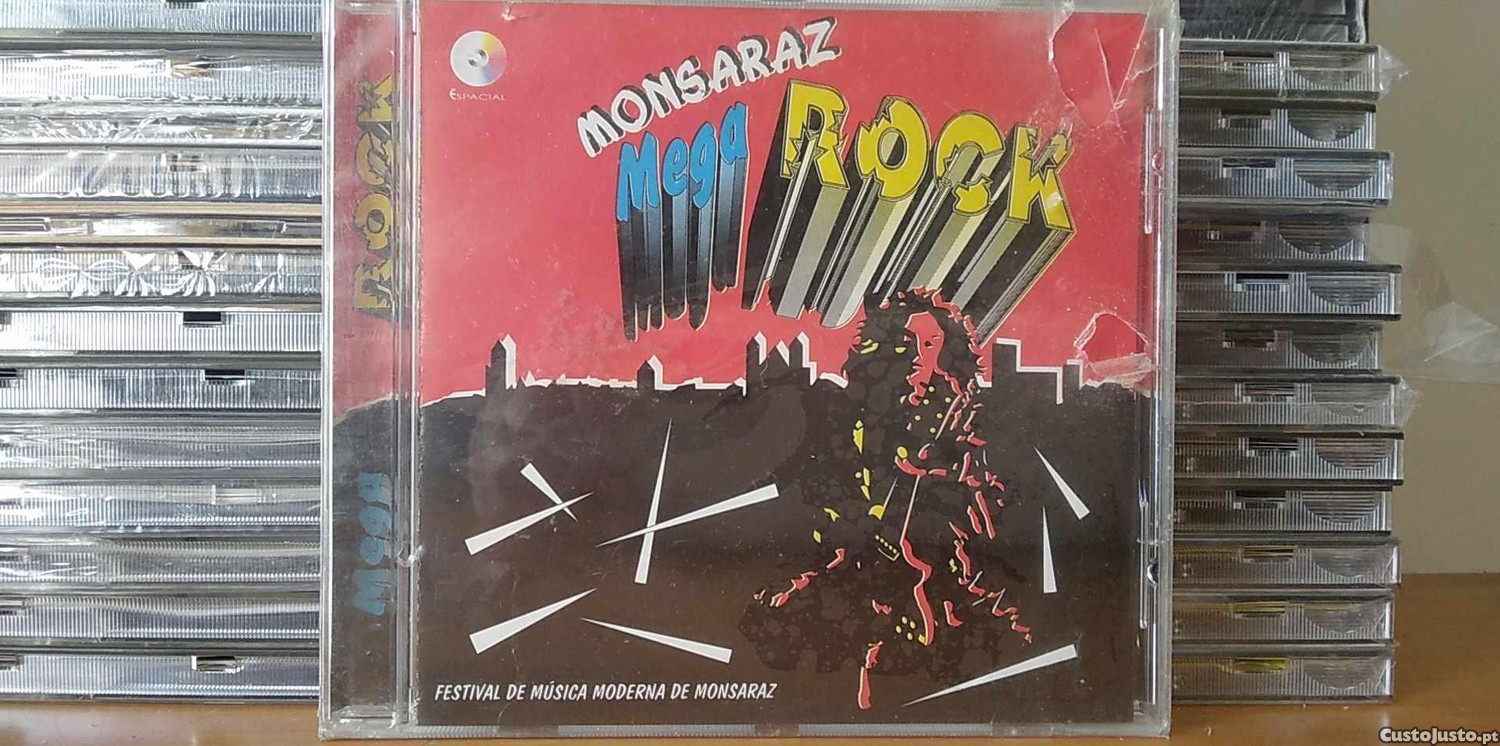 ESPACIAL
MONSARAZ
Mega
ROCK
Mega ROCK
FESTIVAL DE MÚSICA MODERNA DE MONSARAZ
CustoJusto.pt